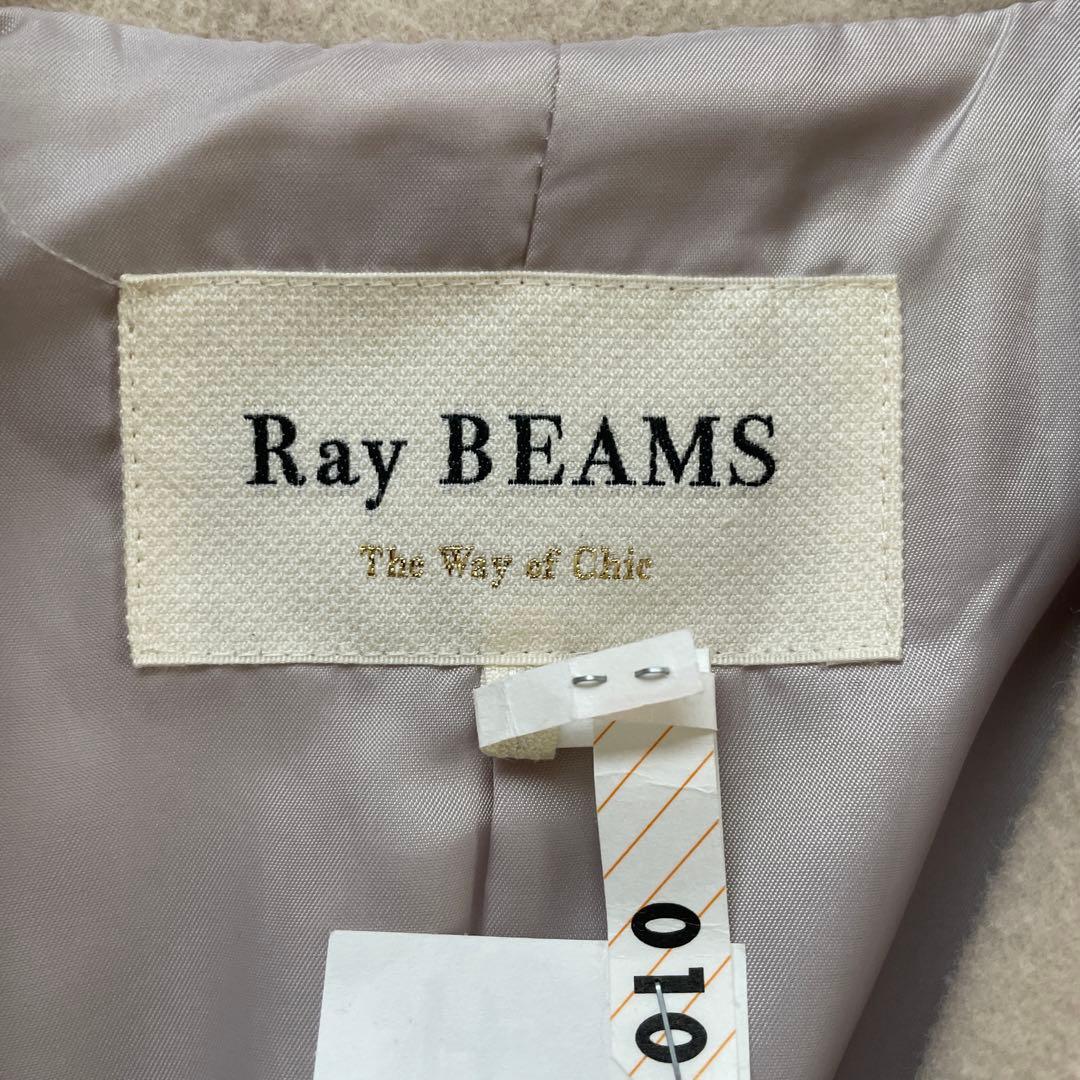 Ray BEAMS
The Way of Chic
010